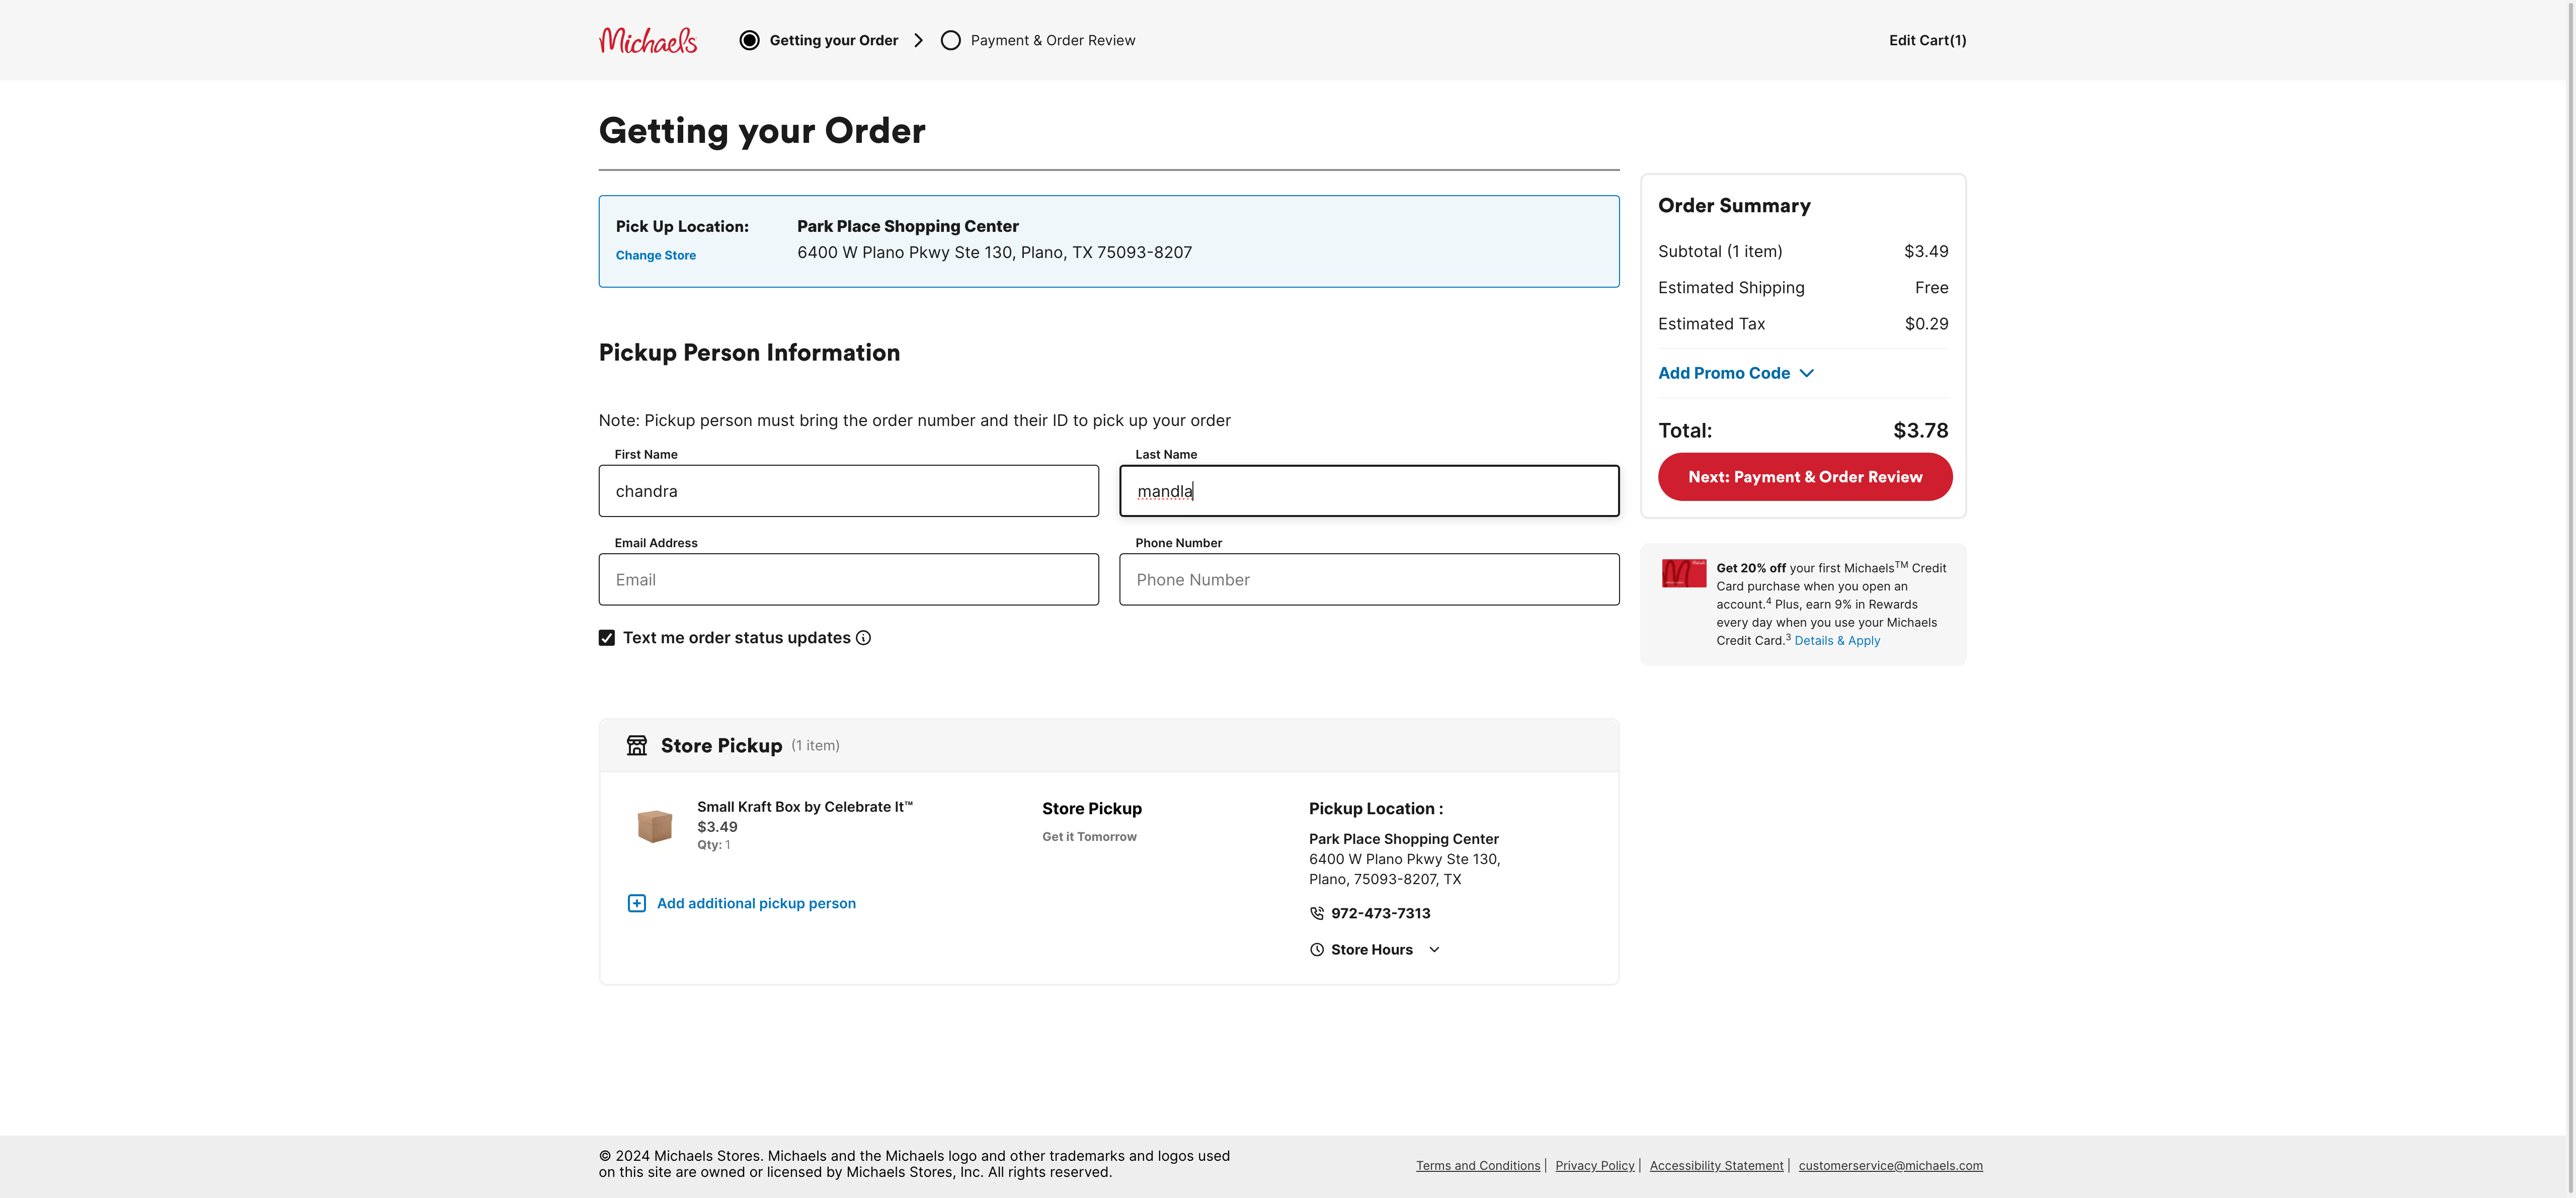 Michaels
Getting your Order
Payment & Order Review
Edit Cart(1)
Getting your Order
Pick Up Location:
Change Store
Park Place Shopping Center
6400 W Plano Pkwy Ste 130, Plano, TX 75093-8207
Pickup Person Information
Note: Pickup person must bring the order number and their ID to pick up your order
First Name
chandra
Last Name
mandla
Email Address
Email
Phone Number
Phone Number
Text me order status updates
Order Summary
Subtotal (1 item) $3.49
Estimated Shipping Free
Estimated Tax $0.29
Add Promo Code
Total: $3.78
Next: Payment & Order Review
Get 20% off your first Michaels™ Credit
Card purchase when you open an
account.4 Plus, earn 9% in Rewards
every day when you use your Michaels
Credit Card.3 Details & Apply
Store Pickup (1 item)
Small Kraft Box by Celebrate It™
$3.49
Qty: 1
Add additional pickup person
Store Pickup
Get it Tomorrow
Pickup Location :
Park Place Shopping Center
6400 W Plano Pkwy Ste 130,
Plano, 75093-8207, TX
972-473-7313
Store Hours
© 2024 Michaels Stores. Michaels and the Michaels logo and other trademarks and logos used
on this site are owned or licensed by Michaels Stores, Inc. All rights reserved.
Terms and Conditions | Privacy Policy | Accessibility Statement | customerservice@michaels.com